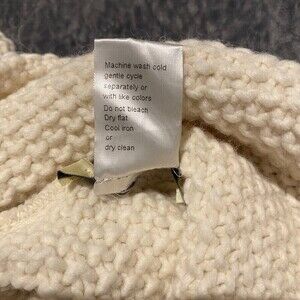 Machine wash cold
gentle cycle
separately or
with like colors
Do not bleach
Dry flat
Cool iron
or
dry clean